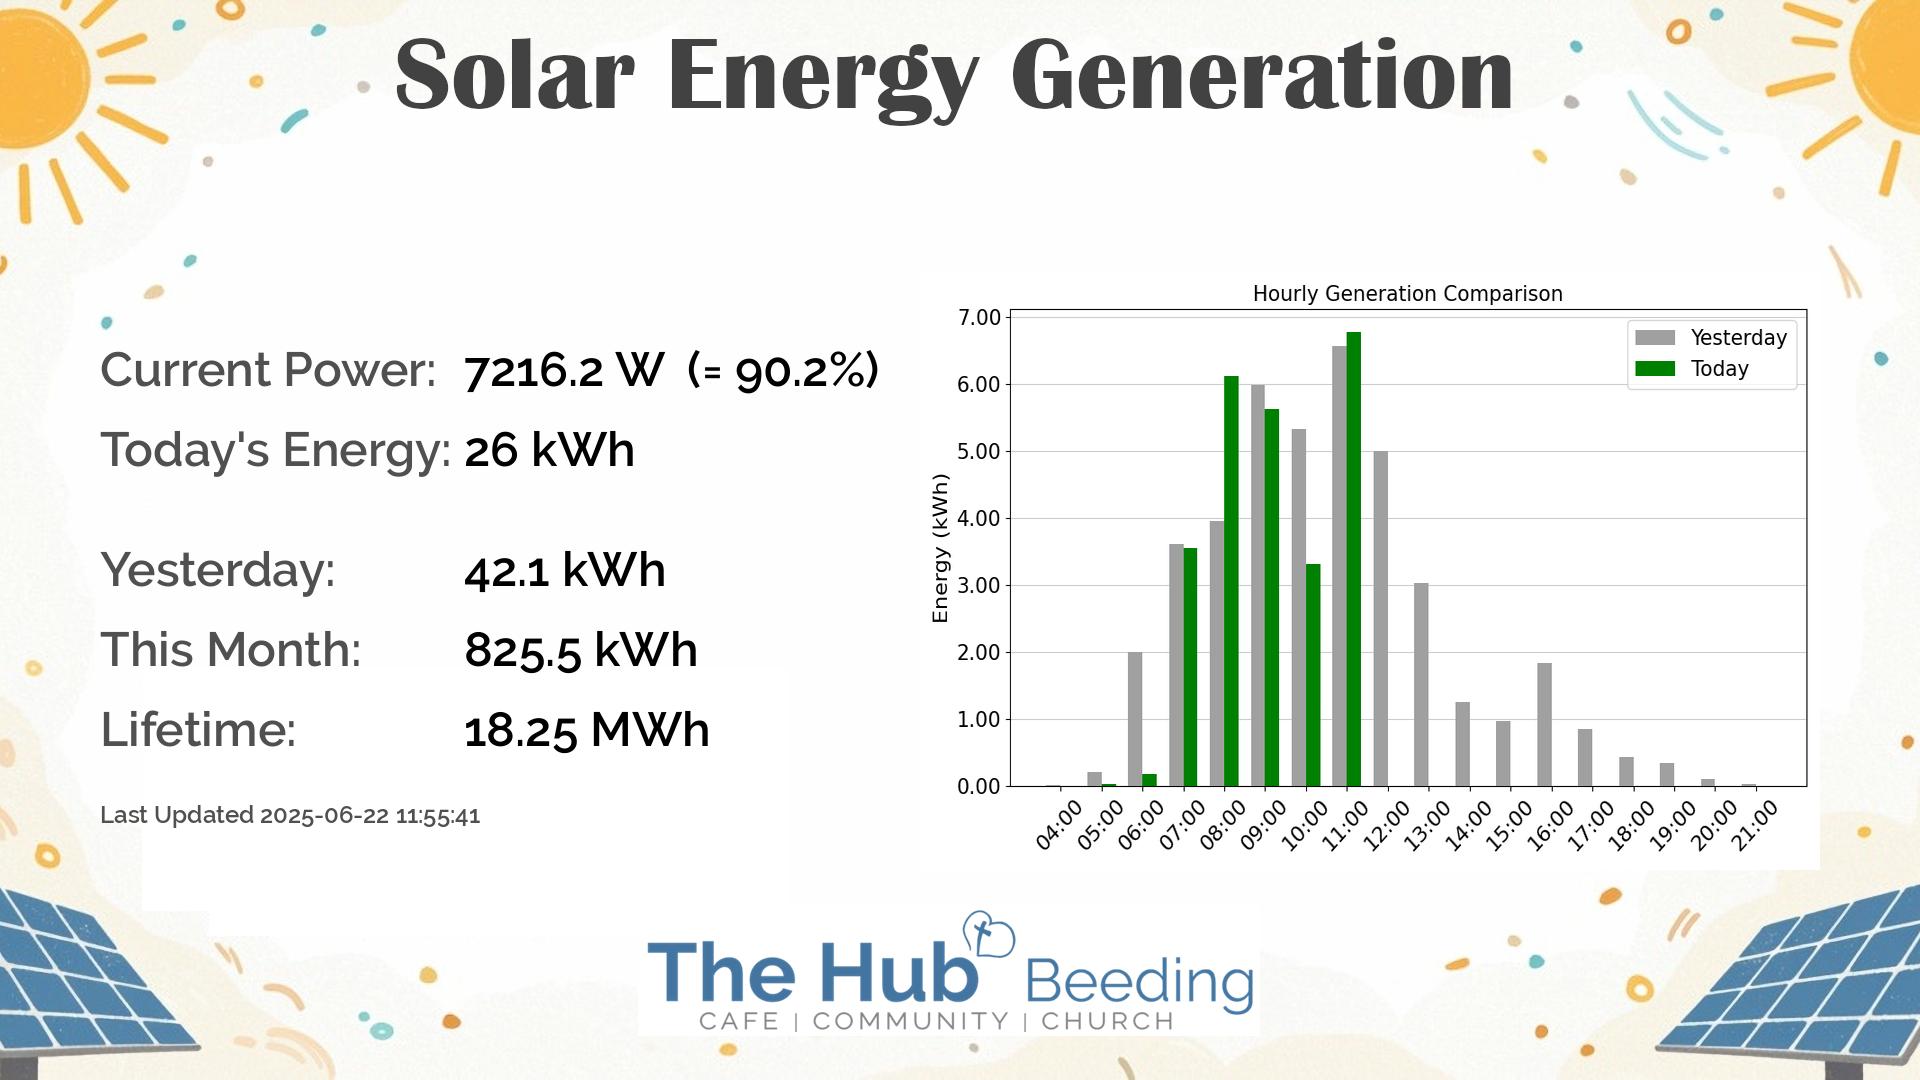 Solar Energy Generation
Current Power: 7216.2 W (= 90.2%)
Today's Energy: 26 kWh
Yesterday: 42.1 kWh
This Month: 825.5 kWh
Lifetime: 18.25 MWh
Last Updated 2025-06-22 11:55:41
Hourly Generation Comparison
Yesterday
Today
Energy (kWh)
7.00
6.00
5.00
4.00
3.00
2.00
1.00
0.00
04:00 05:00 06:00 07:00 08:00 09:00 10:00 11:00 12:00 13:00 14:00 15:00 16:00 17:00 18:00 19:00 20:00 21:00
The Hub Beeding
CAFE | COMMUNITY | CHURCH